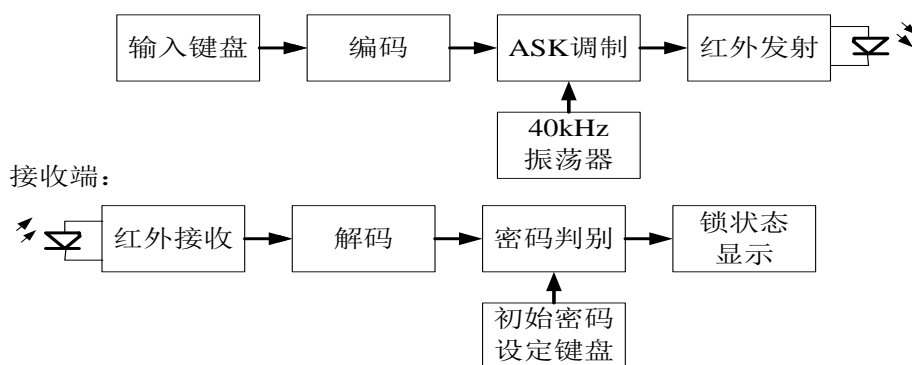 输入键盘
编码
ASK调制
红外发射
40kHz
振荡器
接收端：
红外接收
解码
密码判别
锁状态
显示
初始密码
设定键盘